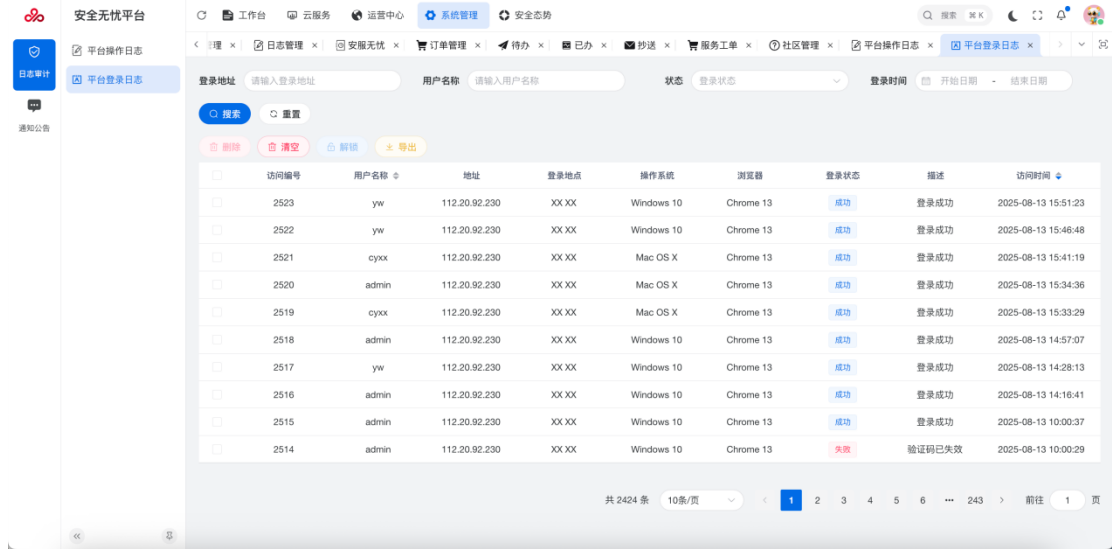 安全无忧平台 工作台 云服务 运营中心 系统管理 安全态势 搜索 ⌘ K
日志审计
通知公告
平台操作日志
平台登录日志
理 × 日志管理 × 安服无忧 × 订单管理 × 待办 × 已办 × 抄送 × 服务工单 × 社区管理 × 平台操作日志 × 平台登录日志 ×
登录地址 请输入登录地址 用户名称 请输入用户名称 状态 登录状态 登录时间 开始日期 - 结束日期
搜索 重置
删除 清空 解锁 导出
访问编号 用户名称 地址 登录地点 操作系统 浏览器 登录状态 描述 访问时间
2523 yw 112.20.92.230 XX XX Windows 10 Chrome 13 成功 登录成功 2025-08-13 15:51:23
2522 yw 112.20.92.230 XX XX Windows 10 Chrome 13 成功 登录成功 2025-08-13 15:46:48
2521 cyxx 112.20.92.230 XX XX Mac OS X Chrome 13 成功 登录成功 2025-08-13 15:41:19
2520 admin 112.20.92.230 XX XX Mac OS X Chrome 13 成功 登录成功 2025-08-13 15:34:36
2519 cyxx 112.20.92.230 XX XX Mac OS X Chrome 13 成功 登录成功 2025-08-13 15:33:29
2518 admin 112.20.92.230 XX XX Windows 10 Chrome 13 成功 登录成功 2025-08-13 14:57:07
2517 yw 112.20.92.230 XX XX Windows 10 Chrome 13 成功 登录成功 2025-08-13 14:28:13
2516 admin 112.20.92.230 XX XX Windows 10 Chrome 13 成功 登录成功 2025-08-13 14:16:41
2515 admin 112.20.92.230 XX XX Windows 10 Chrome 13 成功 登录成功 2025-08-13 10:00:37
2514 admin 112.20.92.230 XX XX Windows 10 Chrome 13 失败 验证码已失效 2025-08-13 10:00:29
共 2424 条 10条/页 < 1 2 3 4 5 6 ••• 243 > 前往 1 页